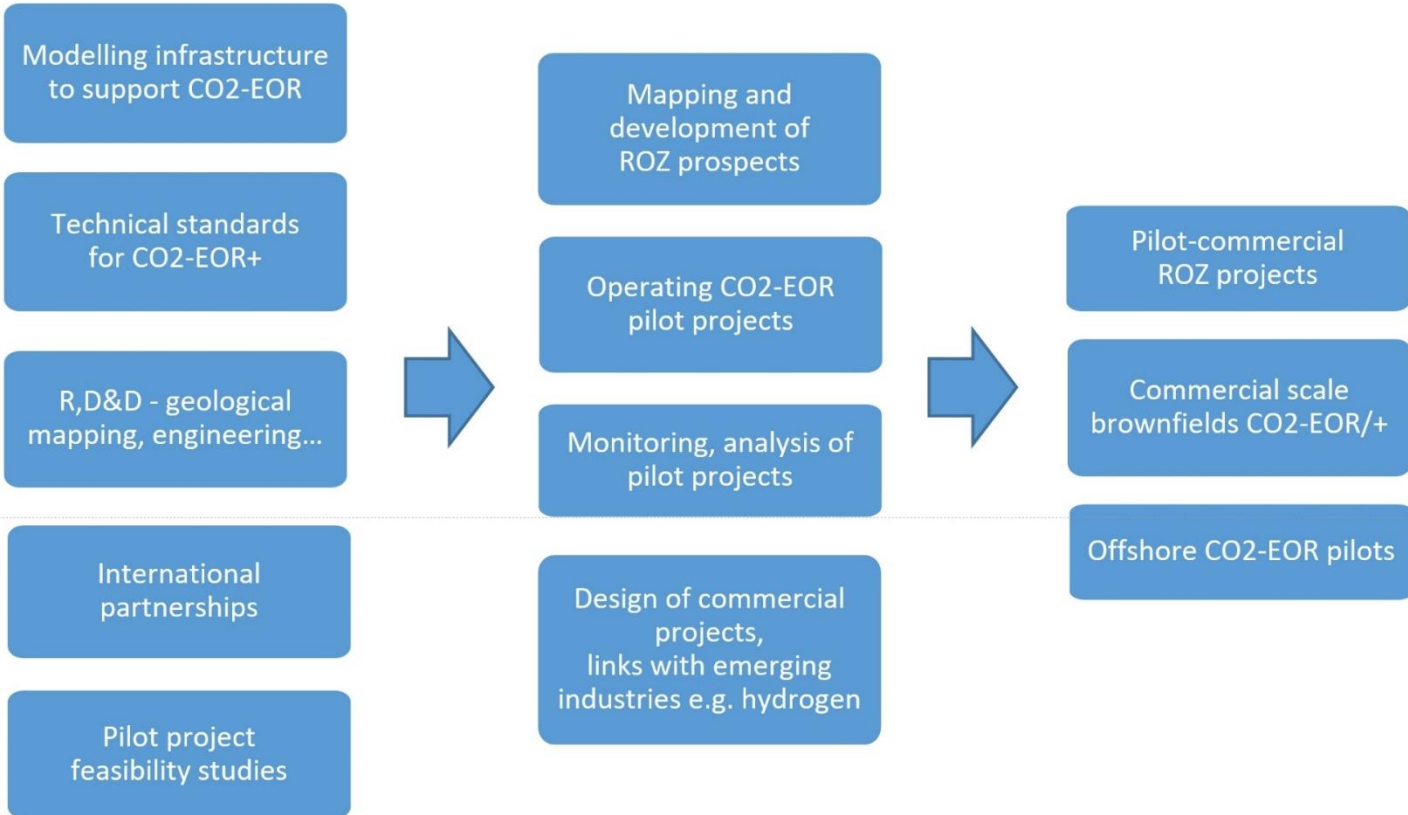 Modelling infrastructure
to support CO2-EOR
Technical standards
for CO2-EOR+
R,D&D - geological
mapping, engineering…
International
partnerships
Pilot project
feasibility studies
Mapping and
development of
ROZ prospects
Operating CO2-EOR
pilot projects
Monitoring, analysis of
pilot projects
Design of commercial
projects,
links with emerging
industries e.g. hydrogen
Pilot-commercial
ROZ projects
Commercial scale
brownfields CO2-EOR/+
Offshore CO2-EOR pilots